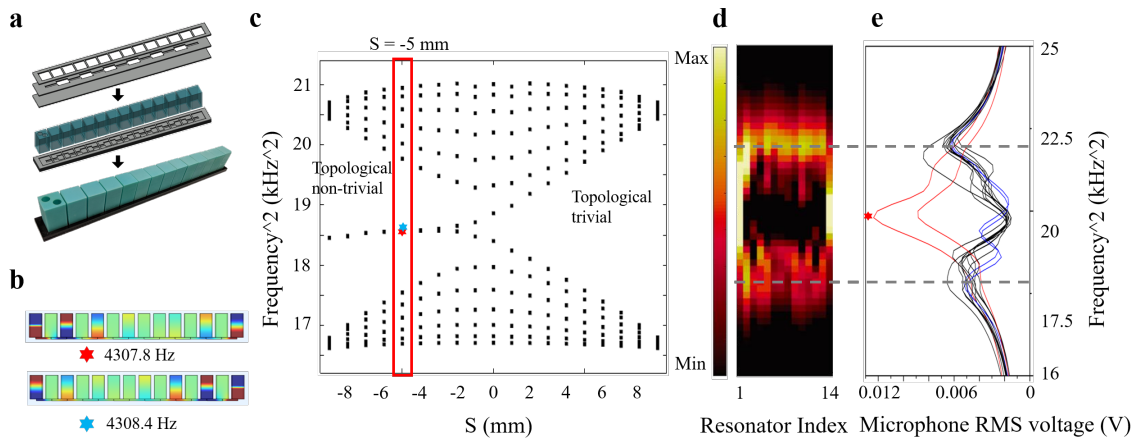 a
b
4307.8 Hz
4308.4 Hz
c
S = -5 mm
Frequency^2 (kHz^2)
21
20
19
18
17
Topological
non-trivial
Topological
trivial
-8 -6 -4 -2 0 2 4 6 8
S (mm)
d
Max
Min
1 14
Resonator Index
e
25
22.5
20
17.5
16
Frequency^2 (kHz^2)
0.013 0.006 0
Microphone RMS voltage (V)